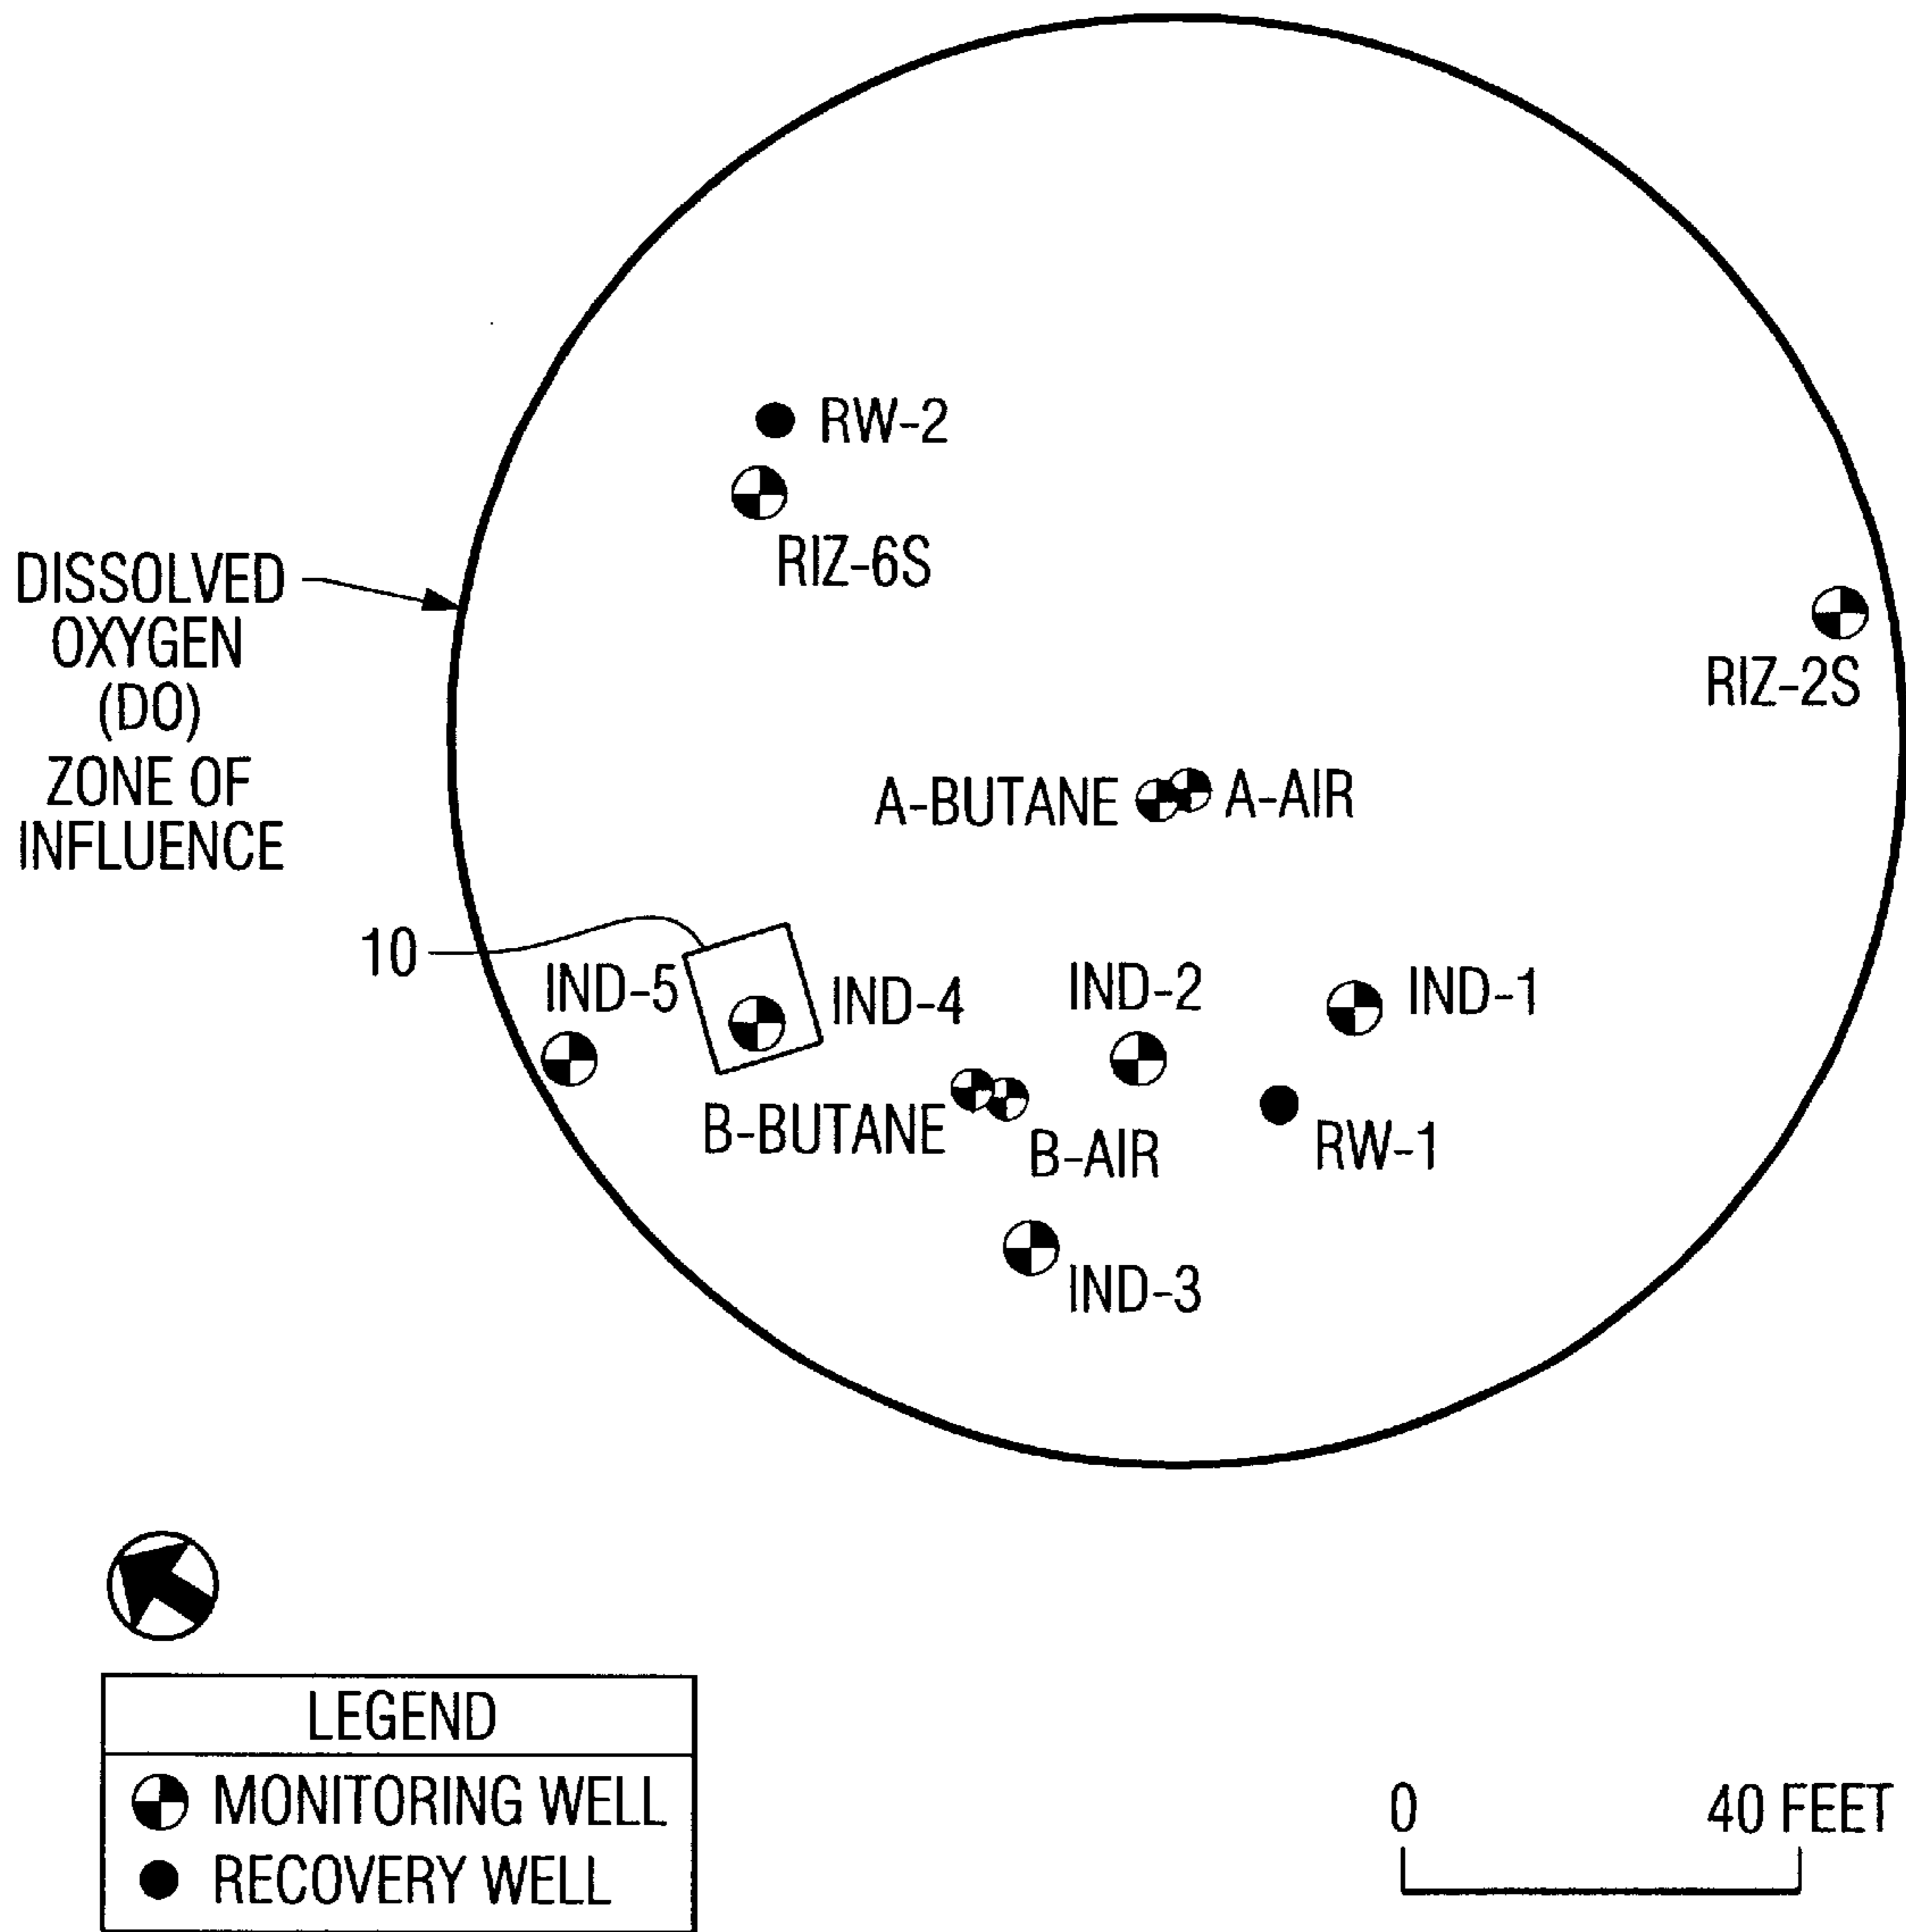 RW-2
RIZ-6S
DISSOLVED
OXYGEN
(DO)
ZONE OF
INFLUENCE
RIZ-2S
A-BUTANE
A-AIR
10
IND-5
IND-4
IND-2
IND-1
B-BUTANE
B-AIR
RW-1
IND-3
LEGEND
MONITORING WELL
RECOVERY WELL
0
40 FEET